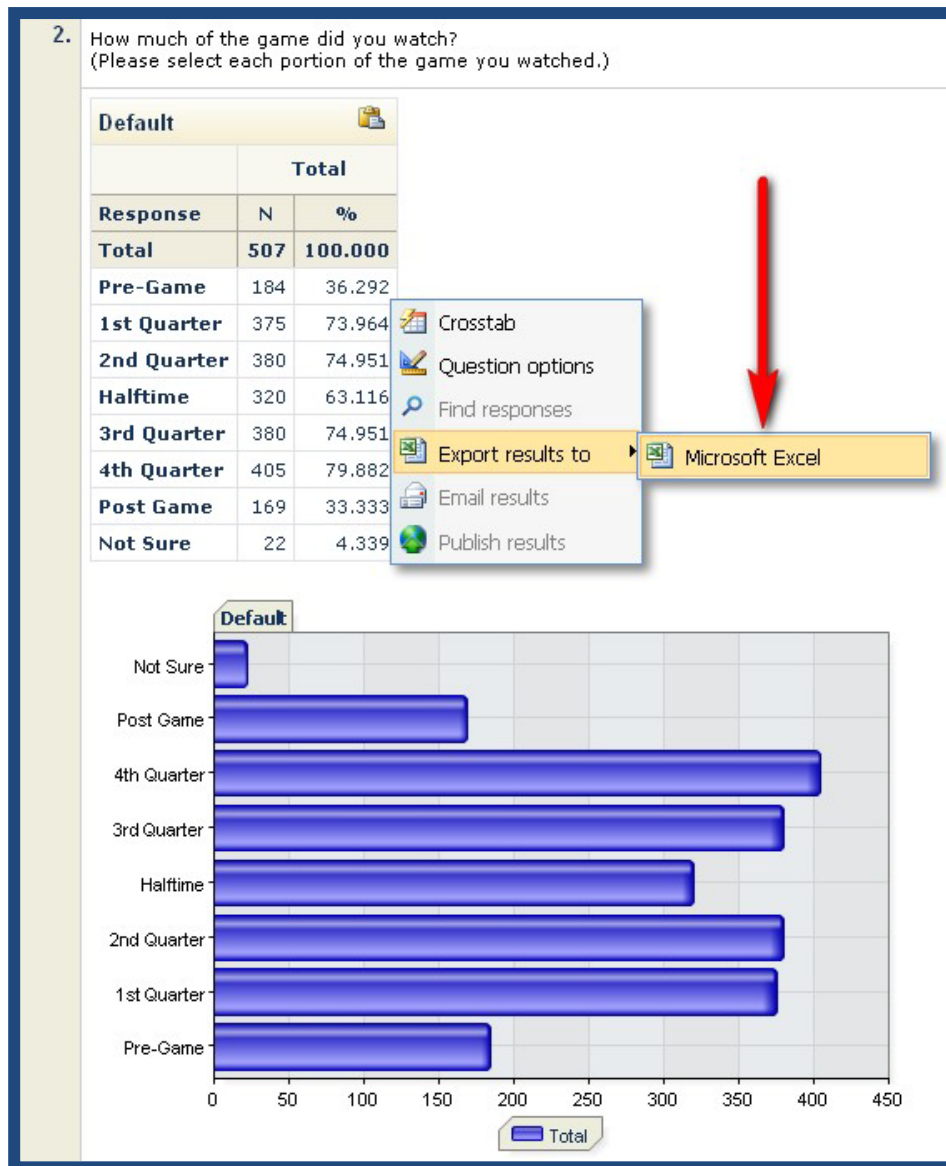 2.
How much of the game did you watch?
(Please select each portion of the game you watched.)
Default
Total
Response N %
Total 507 100.000
Pre-Game 184 36.292
1st Quarter 375 73.964
2nd Quarter 380 74.951
Halftime 320 63.116
3rd Quarter 380 74.951
4th Quarter 405 79.882
Post Game 169 33.333
Not Sure 22 4.339
Crosstab
Question options
Find responses
Export results to
Email results
Publish results
Microsoft Excel
Default
Not Sure
Post Game
4th Quarter
3rd Quarter
Halftime
2nd Quarter
1st Quarter
Pre-Game
0 50 100 150 200 250 300 350 400 450
Total